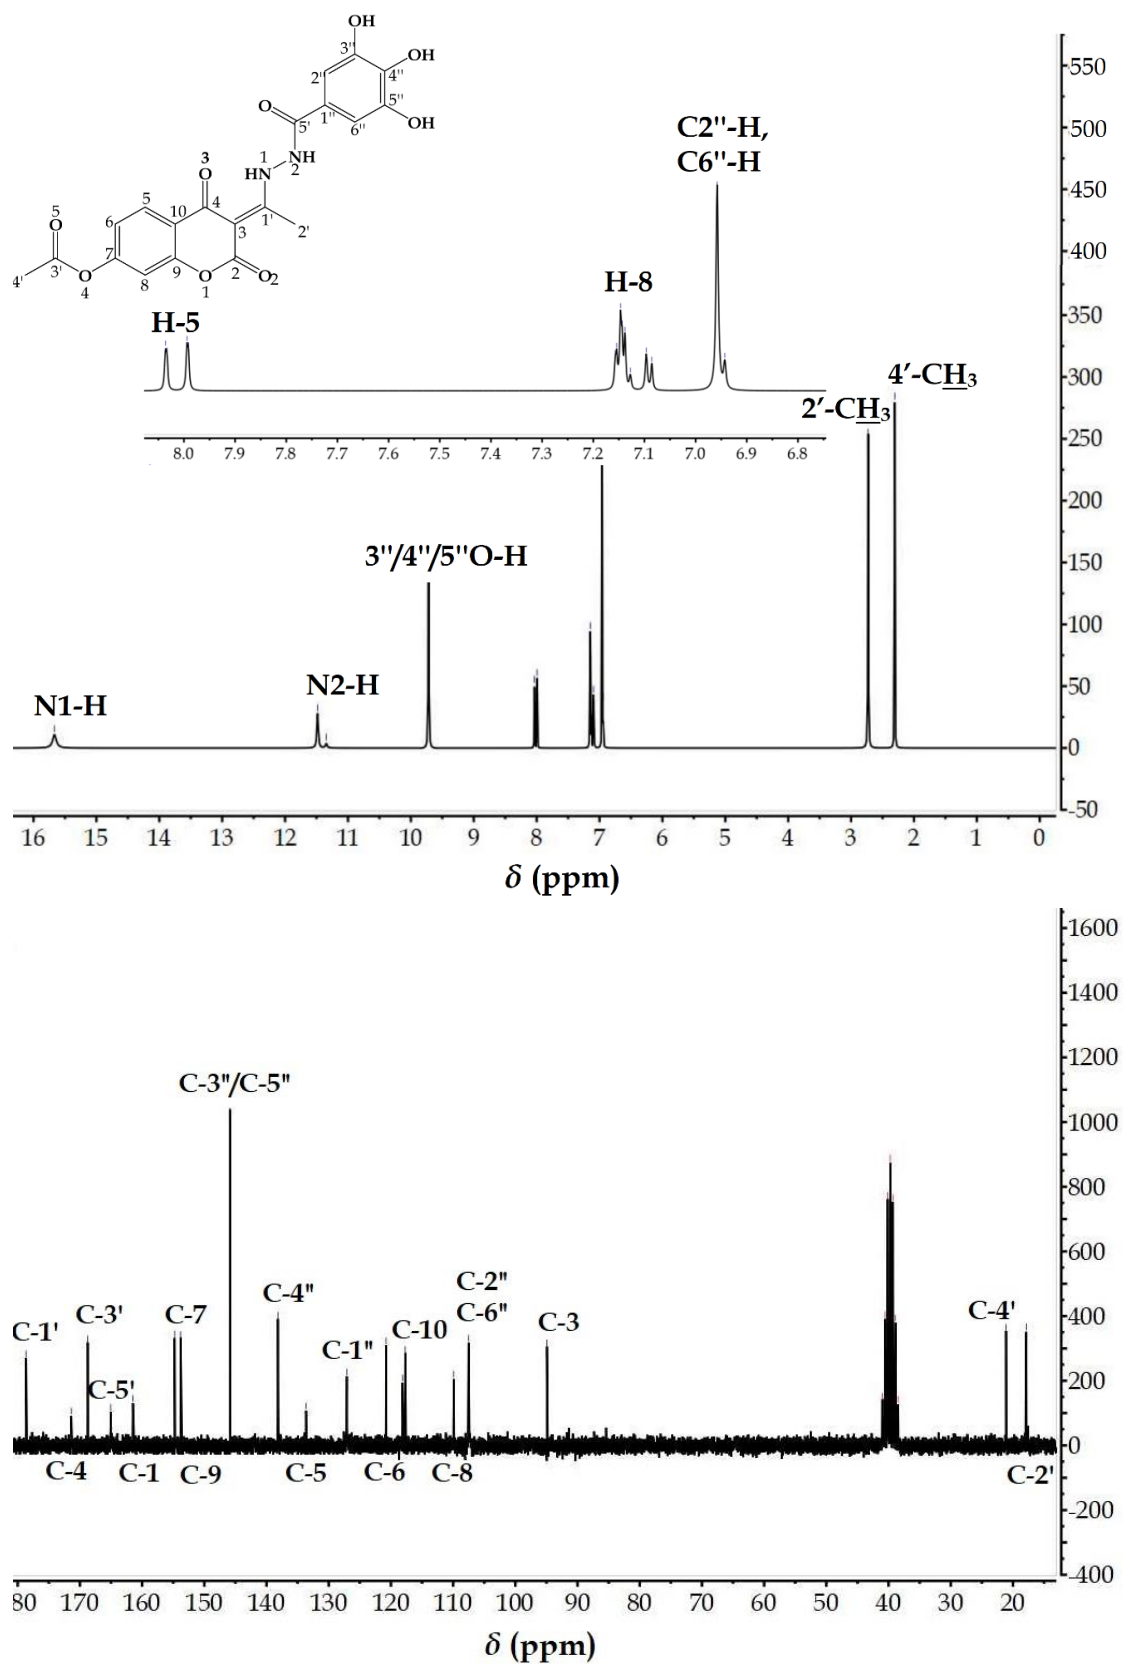 OH
3''
OH
2''
4''
O
1''
5''
5'
6''
OH
NH
2
1
HN
3
O
5
O
5
10
4
1'
6
2'
3
7
3'
O
4
4'
8
9
O
1
2
O2
C2''-H,
C6''-H
H-8
H-5
8.0 7.9 7.8 7.7 7.6 7.5 7.4 7.3 7.2 7.1 7.0 6.9 6.8
4′-CH3
2′-CH3
3''/4''/5''O-H
N2-H
N1-H
550
500
450
400
350
300
250
200
150
100
50
0
-50
16 15 14 13 12 11 10 9 8 7 6 5 4 3 2 1 0
δ (ppm)
1600
1400
1200
1000
800
600
400
200
0
-200
-400
C-3''/C-5''
C-1' C-3' C-7 C-4'' C-1'' C-10 C-2'' C-3 C-4'
C-6''
C-5'
C-4 C-1 C-9 C-5 C-6 C-8 C-2'
80 170 160 150 140 130 120 110 100 90 80 70 60 50 40 30 20
δ (ppm)